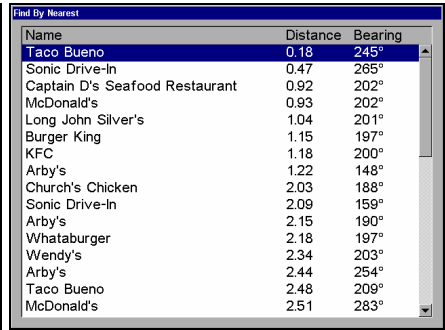 Find By Nearest
Name Distance Bearing
Taco Bueno 0.18 245°
Sonic Drive-In 0.47 265°
Captain D's Seafood Restaurant 0.92 202°
McDonald's 0.93 202°
Long John Silver's 1.04 201°
Burger King 1.15 197°
KFC 1.18 200°
Arby's 1.22 148°
Church's Chicken 2.03 188°
Sonic Drive-In 2.09 159°
Arby's 2.15 190°
Whataburger 2.18 197°
Wendy's 2.34 203°
Arby's 2.44 254°
Taco Bueno 2.48 209°
McDonald's 2.51 283°